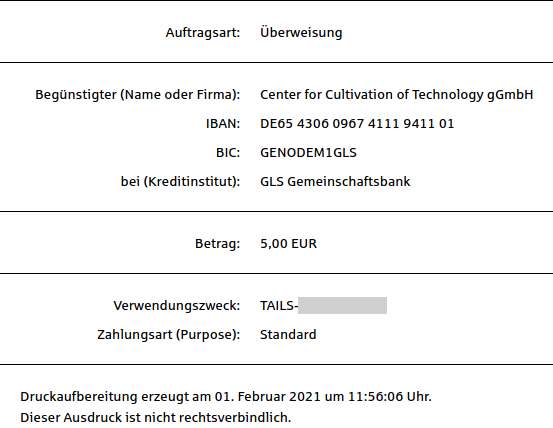 Auftragsart: Überweisung
Begünstigter (Name oder Firma): Center for Cultivation of Technology gGmbH
IBAN: DE65 4306 0967 4111 9411 01
BIC: GENODEM1GLS
bei (Kreditinstitut): GLS Gemeinschaftsbank
Betrag: 5,00 EUR
Verwendungszweck: TAILS-
Zahlungsart (Purpose): Standard
Druckaufbereitung erzeugt am 01. Februar 2021 um 11:56:06 Uhr.
Dieser Ausdruck ist nicht rechtsverbindlich.